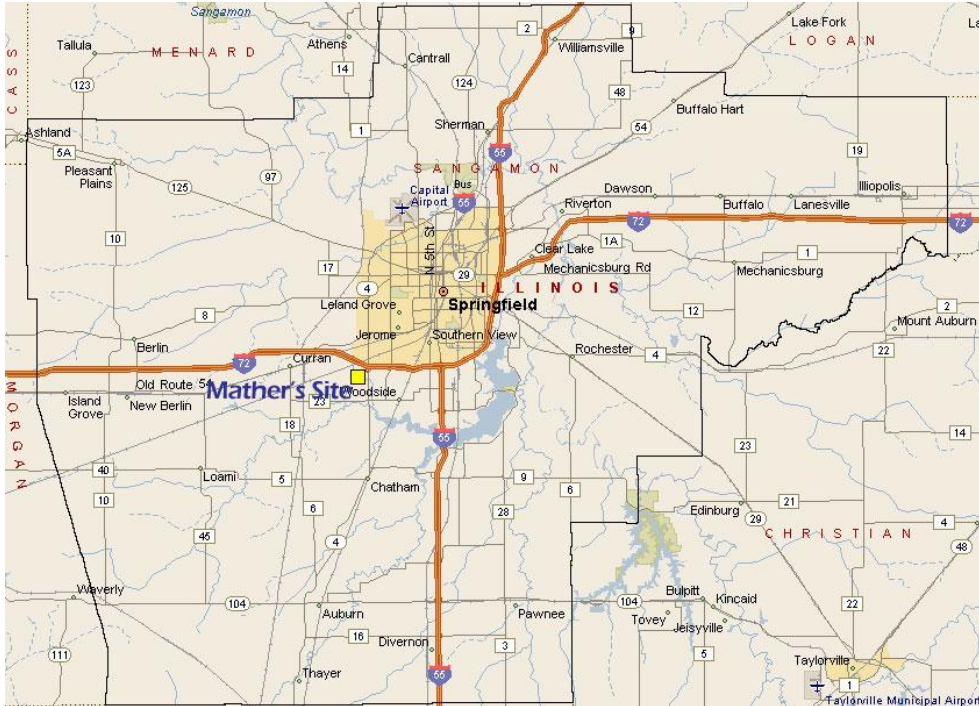 Sangamon
Lake Fork
Tallula
MENARD
Athens
2
9
Williamsville
LOGAN
CASS
14
Cantrall
123
124
48
Buffalo Hart
Sherman
1
54
Ashland
5A
55
19
Pleasant
Plains
97
SANGAMON
125
Bus
55
Capital
Airport
Dawson
Illiopolis
Riverton
Buffalo
Lanesville
72
72
10
N 5th St
Clear Lake
1A
1
17
29
Mechanicsburg Rd
Mechanicsburg
4
ILLINOIS
Springfield
Leland Grove
12
2
8
Mount Auburn
Jerome
Southern View
Berlin
22
Curran
Rochester
4
72
MORGAN
Old Route 54
Mather's Site
Woodside
Island
Grove
New Berlin
23
18
55
14
23
40
Loami
5
Chatham
9
6
10
6
28
Edinburg
21
29
4
CHRISTIAN
45
4
48
Waverly
104
Auburn
Pawnee
104
Bulpitt
Kincaid
22
Tovey
Jeisyville
16
Divernon
3
5
111
Thayer
55
Taylorville
1
Taylorville Municipal Airport